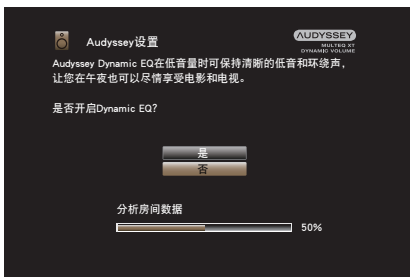 Audyssey设置
AUDYSSEY
MULTEQ XT
DYNAMIC VOLUME
Audyssey Dynamic EQ在低音量时可保持清晰的低音和环绕声，
让您在午夜也可以尽情享受电影和电视。
是否开启Dynamic EQ?
是
否
分析房间数据
50%